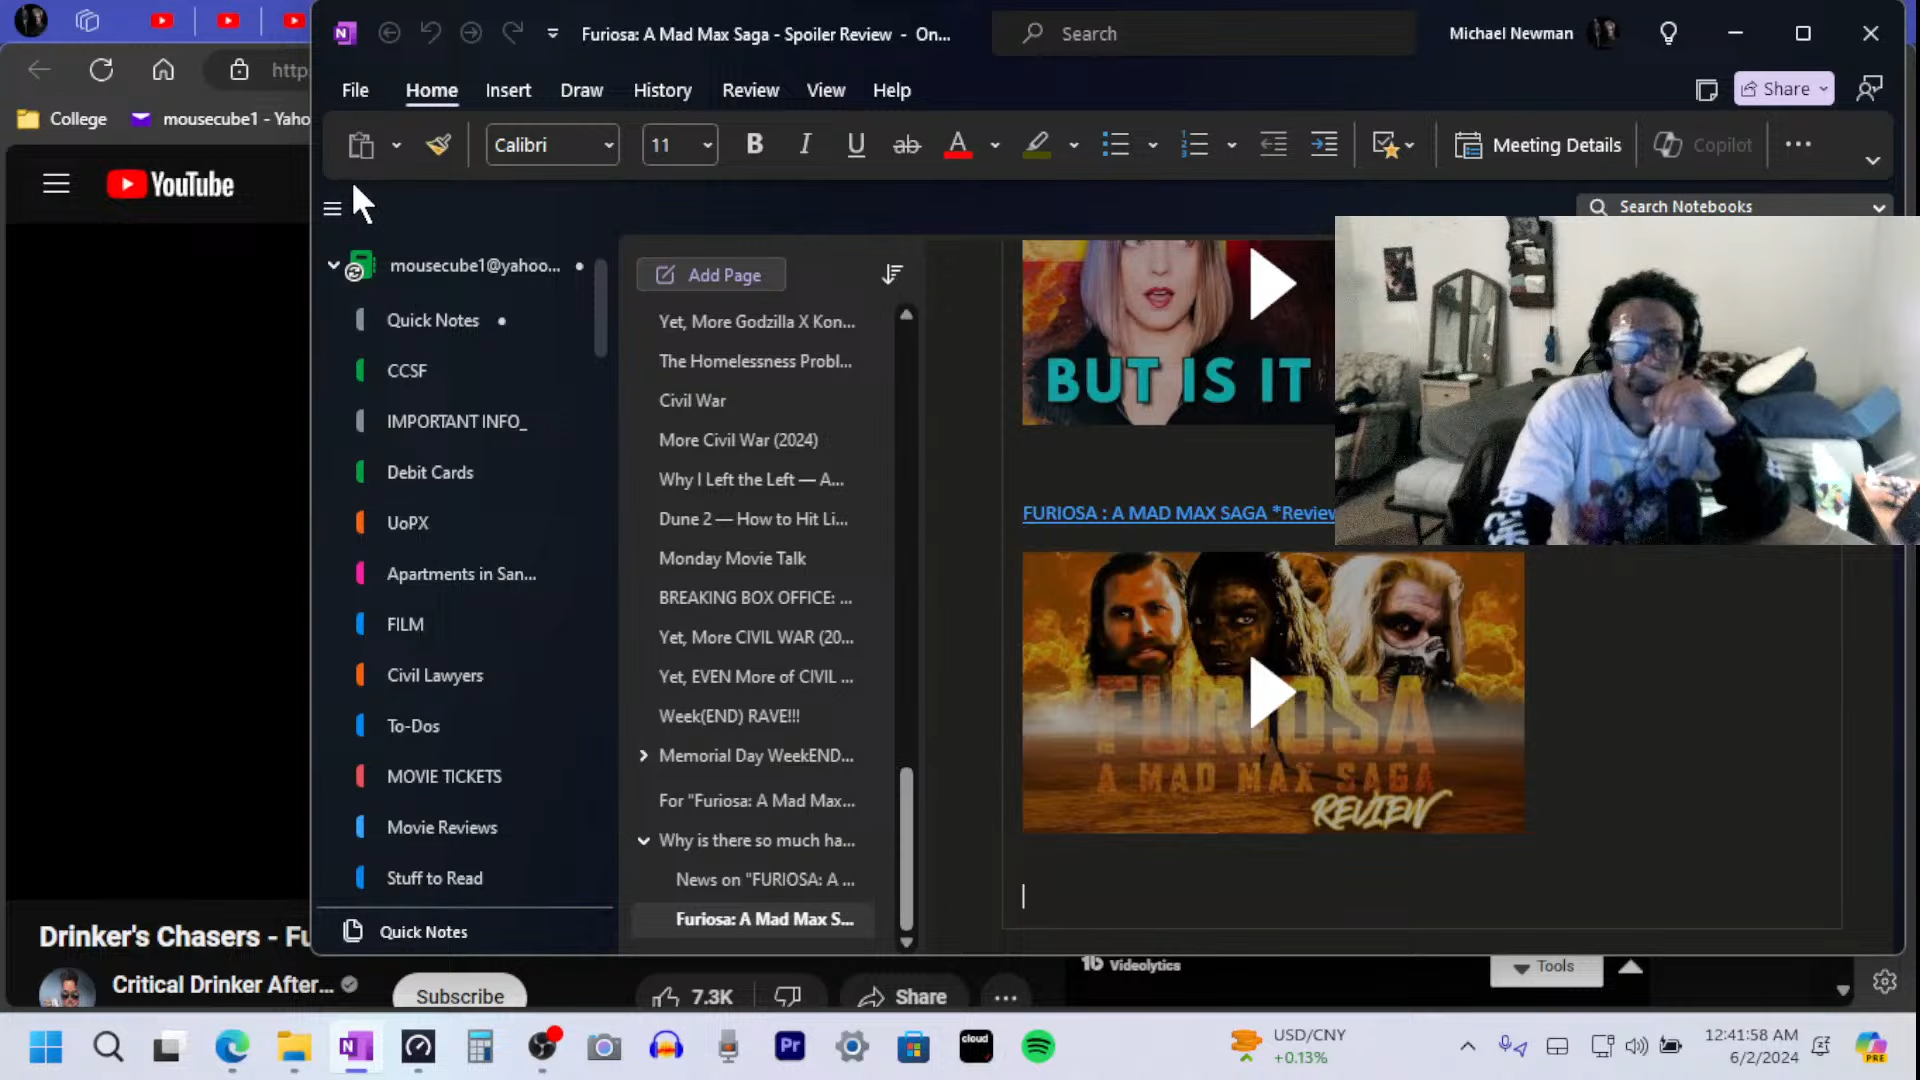 Furiosa: A Mad Max Saga - Spoiler Review - On...
Search
Michael Newman
File Home Insert Draw History Review View Help
Share
http
College
mousecube1 - Yaho
Calibri
11
B I U ab A
Meeting Details
Copilot
YouTube
Search Notebooks
mousecube1@yahoo...
Quick Notes
CCSF
IMPORTANT INFO_
Debit Cards
UoPX
Apartments in San...
FILM
Civil Lawyers
To-Dos
MOVIE TICKETS
Movie Reviews
Stuff to Read
Quick Notes
Add Page
Yet, More Godzilla X Kon...
The Homelessness Probl...
Civil War
More Civil War (2024)
Why I Left the Left — A...
Dune 2 — How to Hit Li...
Monday Movie Talk
BREAKING BOX OFFICE: ...
Yet, More CIVIL WAR (20...
Yet, EVEN More of CIVIL ...
Week(END) RAVE!!!
Memorial Day WeekEND...
For "Furiosa: A Mad Max...
Why is there so much ha...
News on "FURIOSA: A ...
Furiosa: A Mad Max S...
BUT IS IT
FURIOSA : A MAD MAX SAGA *Review
FURIOSA
A MAD MAX SAGA
REVIEW
Drinker's Chasers - Fu
Critical Drinker After...
Subscribe
7.3K
Share
Videolytics
Tools
Pr
cloud
USD/CNY
+0.13%
12:41:58 AM
6/2/2024
PRE